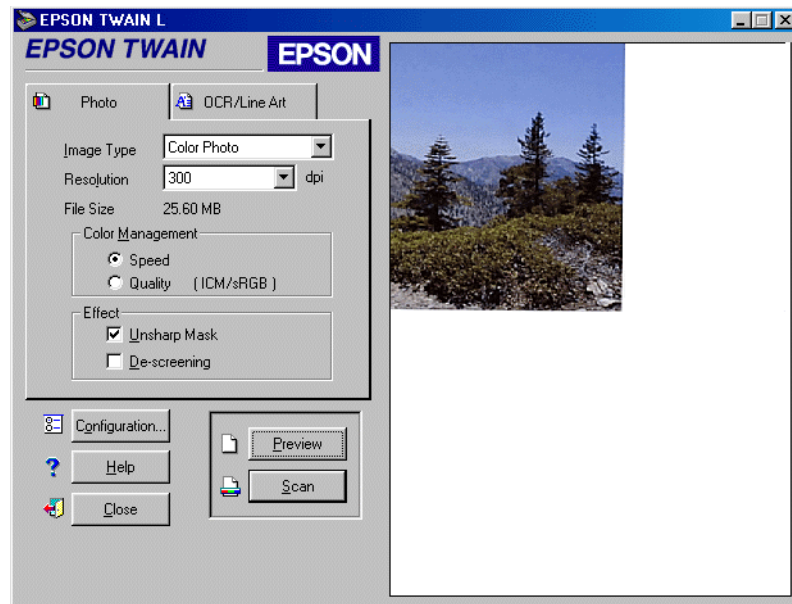 EPSON TWAIN L
EPSON TWAIN
EPSON
Photo
OCR/Line Art
Image Type Color Photo
Resolution 300 dpi
File Size 25.60 MB
Color Management
Speed
Quality (ICM/sRGB)
Effect
Unsharp Mask
De-screening
Configuration...
Preview
Help
Scan
Close